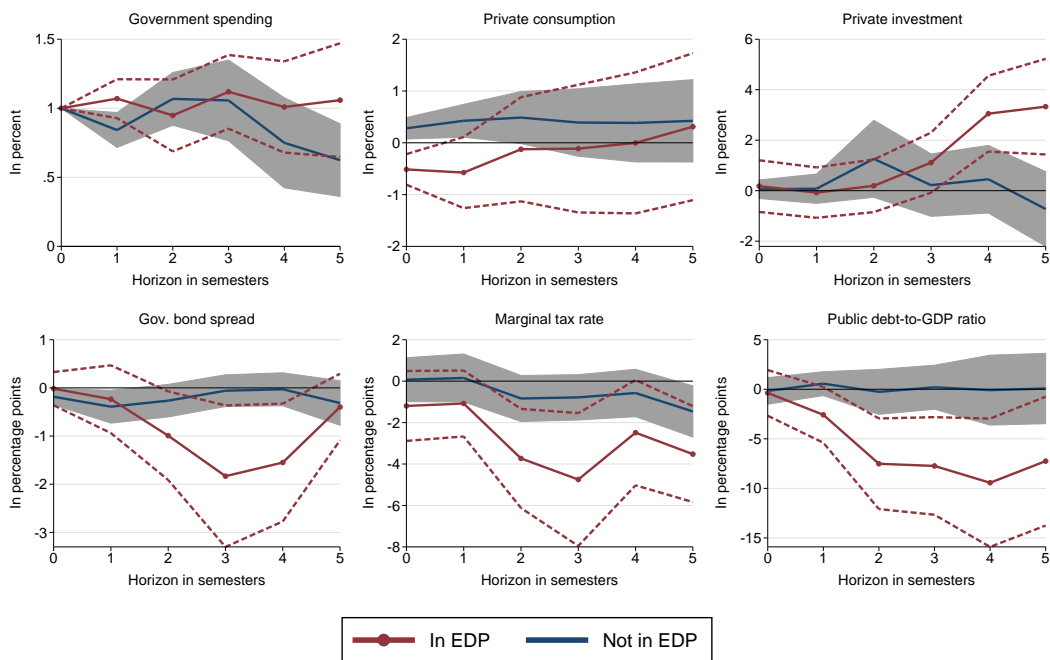 Government spending
In percent
1.5
1
.5
0
0 1 2 3 4 5
Horizon in semesters
Private consumption
In percent
2
1
0
-1
-2
0 1 2 3 4 5
Horizon in semesters
Private investment
In percent
6
4
2
0
-2
0 1 2 3 4 5
Horizon in semesters
Gov. bond spread
In percentage points
1
0
-1
-2
-3
0 1 2 3 4 5
Horizon in semesters
Marginal tax rate
In percentage points
2
0
-2
-4
-6
-8
0 1 2 3 4 5
Horizon in semesters
Public debt-to-GDP ratio
In percentage points
5
0
-5
-10
-15
0 1 2 3 4 5
Horizon in semesters
In EDP
Not in EDP